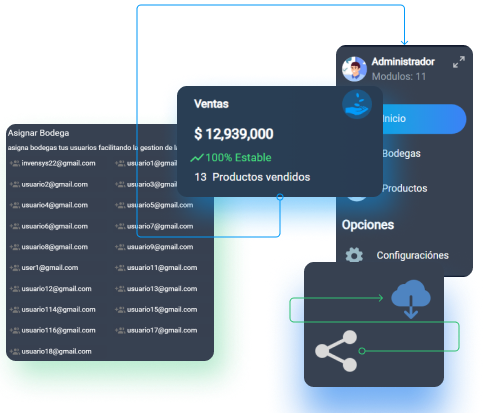 Administrador
Modulos: 11
Inicio
Bodegas
Productos
Opciones
Configuraciónes
Ventas
$ 12,939,000
100% Estable
13 Productos vendidos
Asignar Bodega
asigna bodegas tus usuarios facilitando la gestion de la
invensys22@gmail.com
usuario1@gmail
usuario2@gmail.com
usuario3@gmail.com
usuario4@gmail.com
usuario5@gmail.com
usuario6@gmail.com
usuario7@gmail.com
usuario8@gmail.com
usuario9@gmail.com
user1@gmail.com
usuario11@gmail.com
usuario12@gmail.com
usuario13@gmail.com
usuario114@gmail.com
usuario15@gmail.com
usuario116@gmail.com
usuario17@gmail.com
usuario18@gmail.com